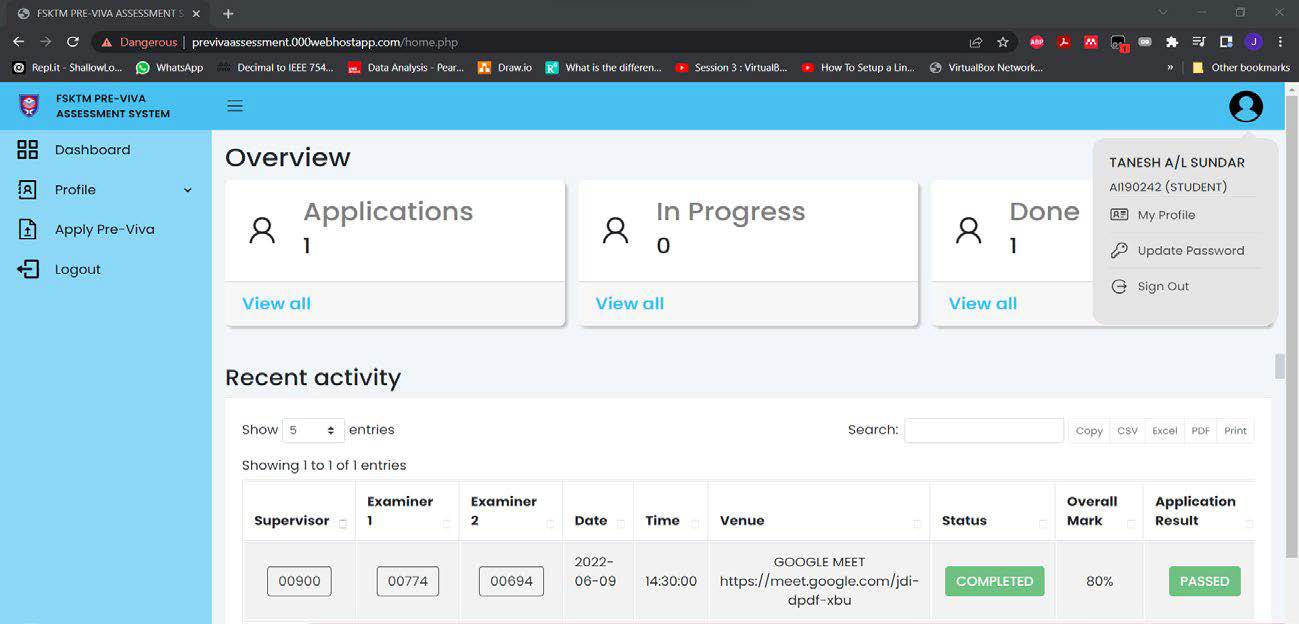 FSKTM PRE-VIVA ASSESSMENT S
Dangerous | previvaassessment.000webhostapp.com/home.php
ABP
1
J
Repl.it - ShallowLo...
WhatsApp
Decimal to IEEE 754...
Data Analysis - Pear...
Draw.io
What is the differen...
Session 3 : VirtualB...
How To Setup a Lin...
VirtualBox Network...
»
Other bookmarks
FSKTM PRE-VIVA
ASSESSMENT SYSTEM
Dashboard
Profile
Apply Pre-Viva
Logout
TANESH A/L SUNDAR
AI190242 (STUDENT)
My Profile
Update Password
Sign Out
Overview
Applications
1
View all
In Progress
0
View all
Done
1
View all
Recent activity
Show 5 entries
Search:
Copy CSV Excel PDF Print
Showing 1 to 1 of 1 entries
Supervisor
Examiner
1
Examiner
2
Date
Time
Venue
Status
Overall
Mark
Application
Result
00900
00774
00694
2022-
06-09
14:30:00
GOOGLE MEET
https://meet.google.com/jdi-
dpdf-xbu
COMPLETED
80%
PASSED